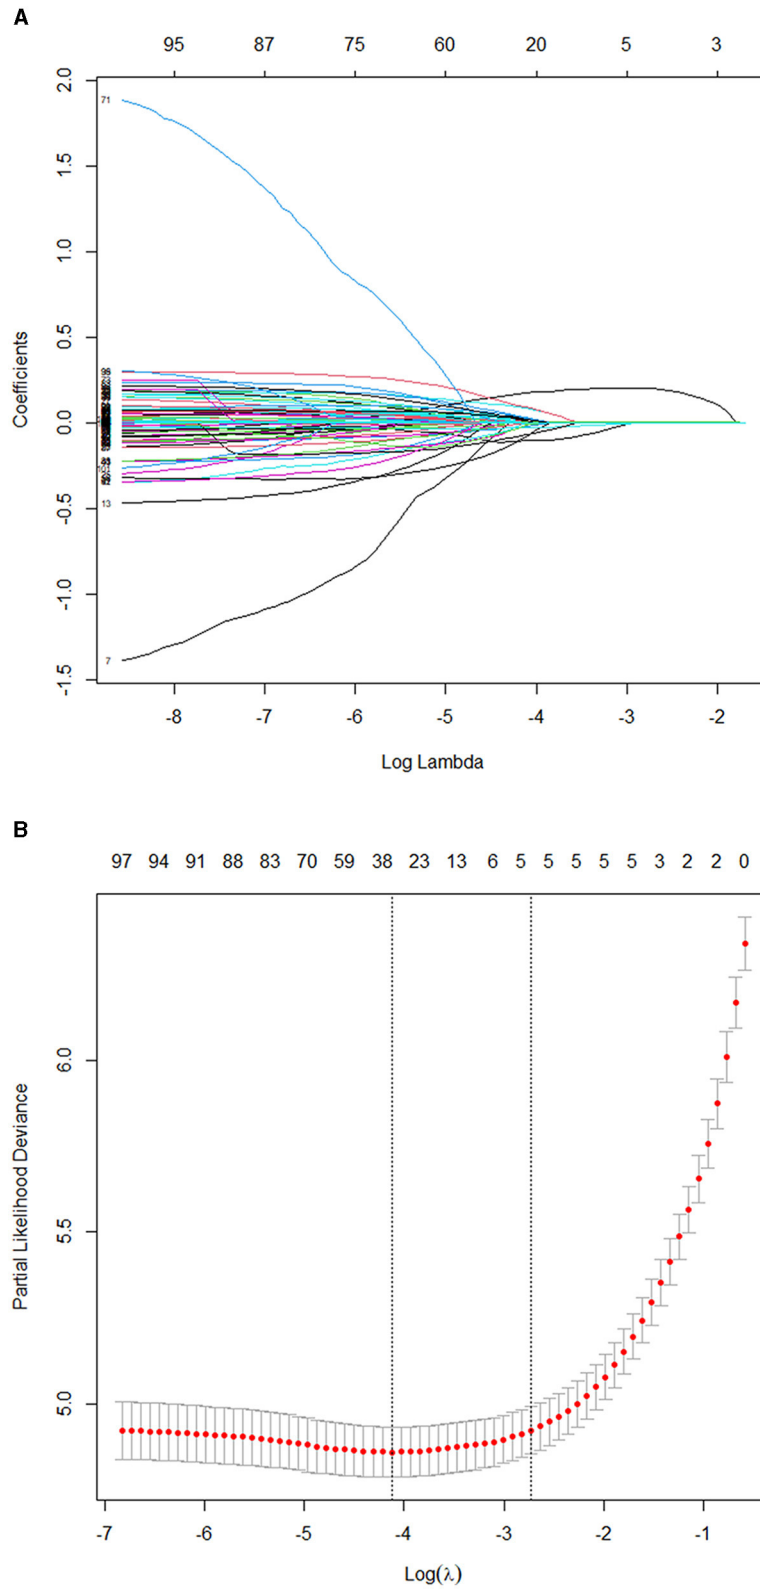 A
95 87 75 60 20 5 3
2.0
71
1.5
1.0
Coefficients
0.5
0.0
-0.5
13
-1.0
7
-1.5
-8 -7 -6 -5 -4 -3 -2
Log Lambda
B
97 94 91 88 83 70 59 38 23 13 6 5 5 5 5 5 3 2 2 0
6.0
Partial Likelihood Deviance
5.5
5.0
-7 -6 -5 -4 -3 -2 -1
Log(λ)